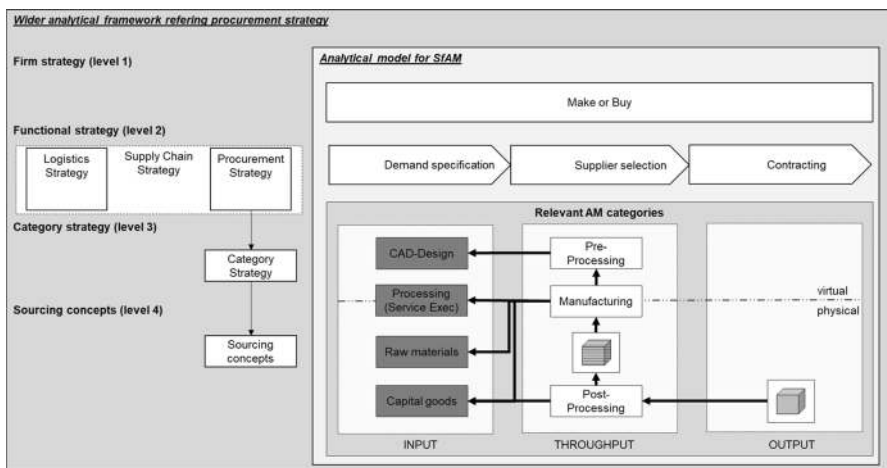 Wider analytical framework refering procurement strategy
Firm strategy (level 1)
Functional strategy (level 2)
Logistics
Strategy
Supply Chain
Strategy
Procurement
Strategy
Category strategy (level 3)
Category
Strategy
Sourcing concepts (level 4)
Sourcing
concepts
Analytical model for SfAM
Make or Buy
Demand specification
Supplier selection
Contracting
Relevant AM categories
CAD-Design
Pre-
Processing
Processing
(Service Exec)
Manufacturing
virtual
physical
Raw materials
Capital goods
Post-
Processing
INPUT
THROUGHPUT
OUTPUT